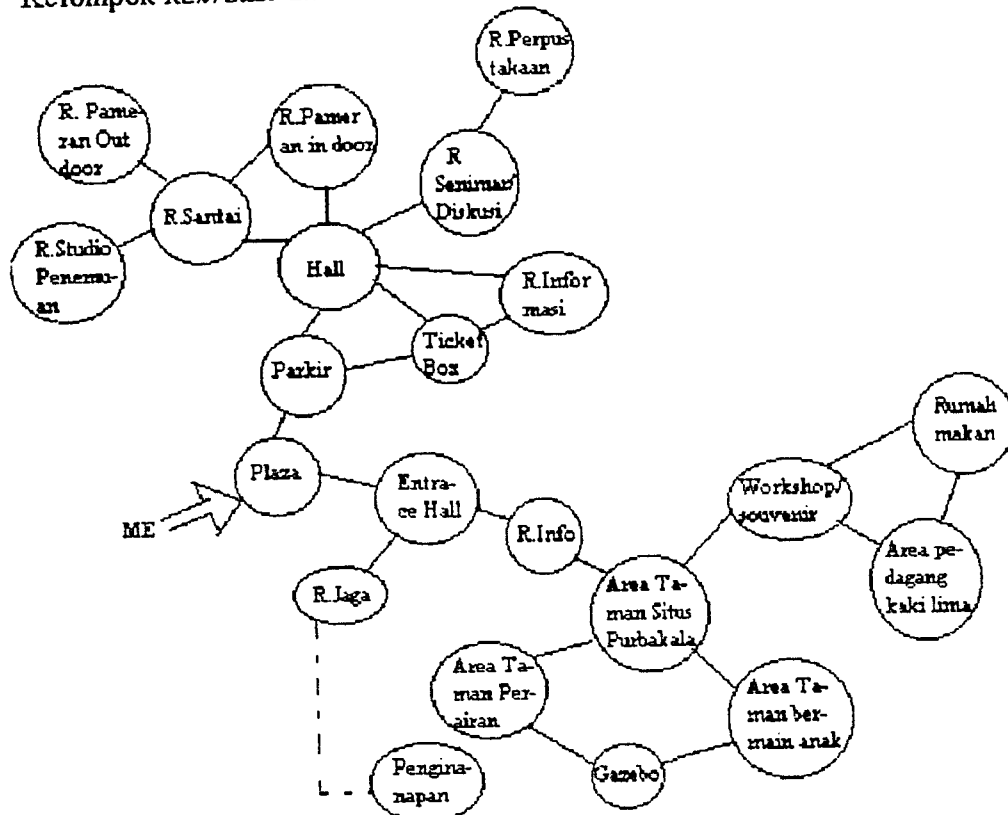 Kelompok
R.Perpus
takaan
R. Pame-
ran Out
door
R.Pamer
an in door
R
Seniman/
Diskusi
R.Santai
R.Studio
Penemu-
an
Hall
R.Infor
masi
Ticket
Box
Parkir
Plaza
ME
Entra-
ce Hall
R.Info
R.Jaga
Rumah
makan
Workshop/
souvenir
Area pe-
dagang
kaki lima
Area Ta-
man Situs
Purbakala
Area Ta-
man Per-
airan
Area Ta-
man ber-
main anak
Gazebo
Pengina-
napan